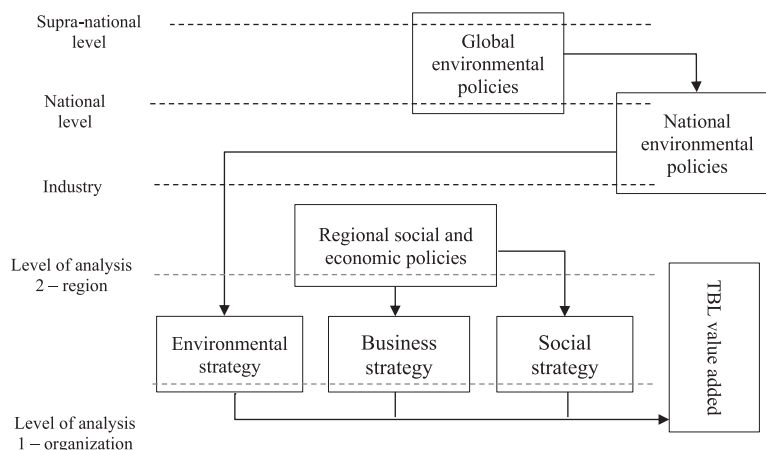 Supra-national
level
Global
environmental
policies
National
level
National
environmental
policies
Industry
Regional social and
economic policies
Level of analysis
2 – region
TBL value added
Environmental
strategy
Business
strategy
Social
strategy
Level of analysis
1 – organization